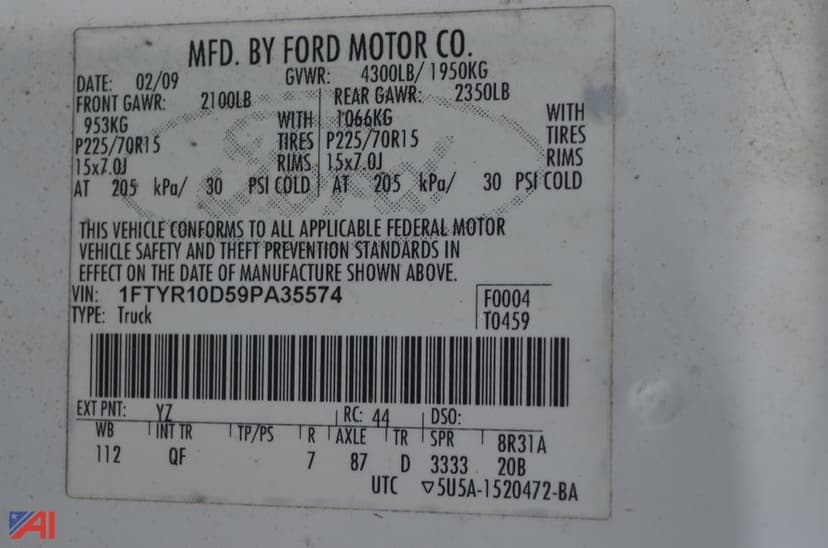 MFD. BY FORD MOTOR CO.
DATE: 02/09 GVWR: 4300LB/ 1950KG
FRONT GAWR: 2100LB REAR GAWR: 2350LB
953KG WITH 1066KG WITH
P225/70R15 TIRES P225/70R15 TIRES
15x7.0J RIMS 15x7.0J RIMS
AT 205 kPa/ 30 PSI COLD AT 205 kPa/ 30 PSI COLD
Ford
THIS VEHICLE CONFORMS TO ALL APPLICABLE FEDERAL MOTOR
VEHICLE SAFETY AND THEFT PREVENTION STANDARDS IN
EFFECT ON THE DATE OF MANUFACTURE SHOWN ABOVE.
VIN: 1FTYR10D59PA35574 F0004
TYPE: Truck T0459
EXT PNT: YZ RC: 44 DSO:
WB INT TR TP/PS R AXLE TR SPR 8R31A
112 QF 7 87 D 3333 20B
UTC ▽5U5A-1520472-BA
AI